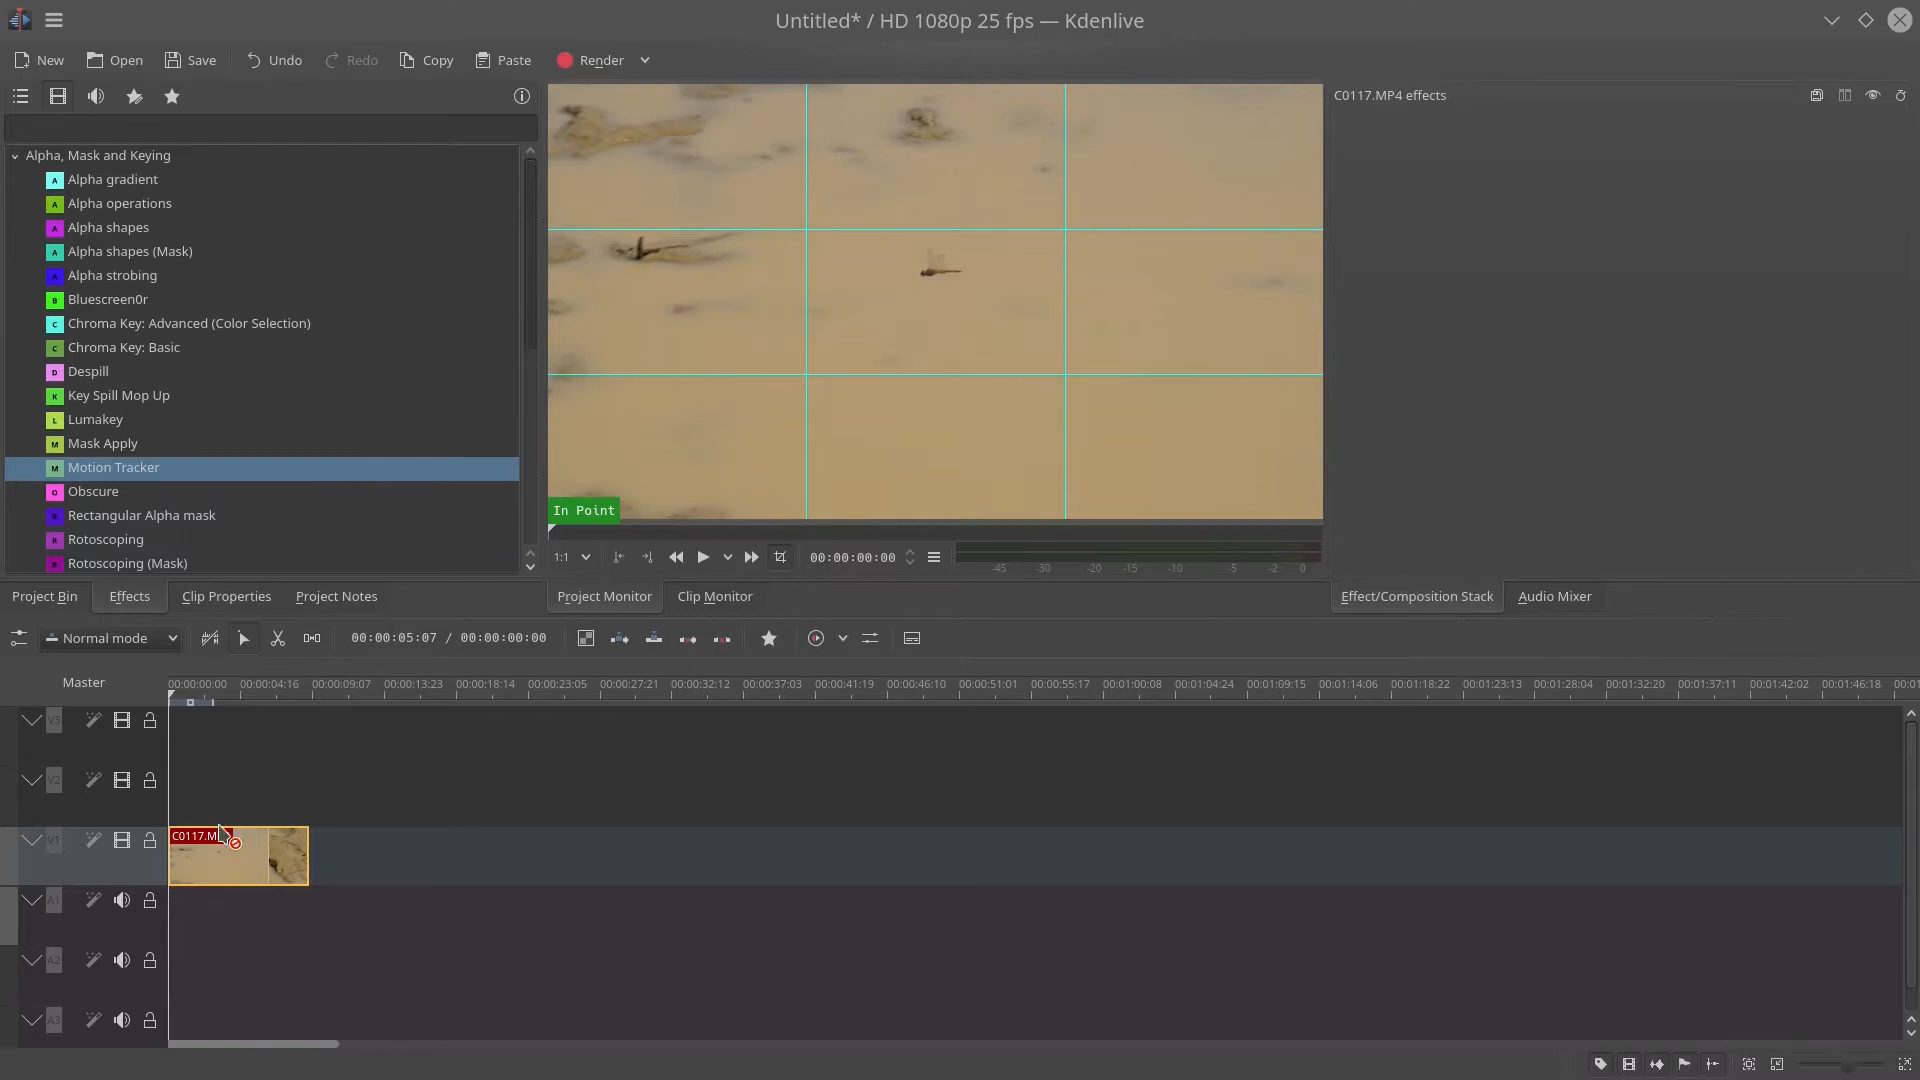 Untitled* / HD 1080p 25 fps — Kdenlive
New Open Save Undo Redo Copy Paste Render
C0117.MP4 effects
Alpha, Mask and Keying
A Alpha gradient
A Alpha operations
A Alpha shapes
A Alpha shapes (Mask)
A Alpha strobing
B Bluescreen0r
C Chroma Key: Advanced (Color Selection)
C Chroma Key: Basic
D Despill
K Key Spill Mop Up
L Lumakey
M Mask Apply
M Motion Tracker
O Obscure
R Rectangular Alpha mask
R Rotoscoping
R Rotoscoping (Mask)
In Point
1:1 00:00:00:00
-45 -30 -20 -15 -10 -5 -2 0
Project Bin Effects Clip Properties Project Notes Project Monitor Clip Monitor Effect/Composition Stack Audio Mixer
Normal mode 00:00:05:07 / 00:00:00:00
Master
00:00:00:00 00:00:04:16 00:00:09:07 00:00:13:23 00:00:18:14 00:00:23:05 00:00:27:21 00:00:32:12 00:00:37:03 00:00:41:19 00:00:46:10 00:00:51:01 00:00:55:17 00:01:00:08 00:01:04:24 00:01:09:15 00:01:14:06 00:01:18:22 00:01:23:13 00:01:28:04 00:01:32:20 00:01:37:11 00:01:42:02 00:01:46:18 00:01
V3
V2
V1
C0117.M
A1
A2
A3